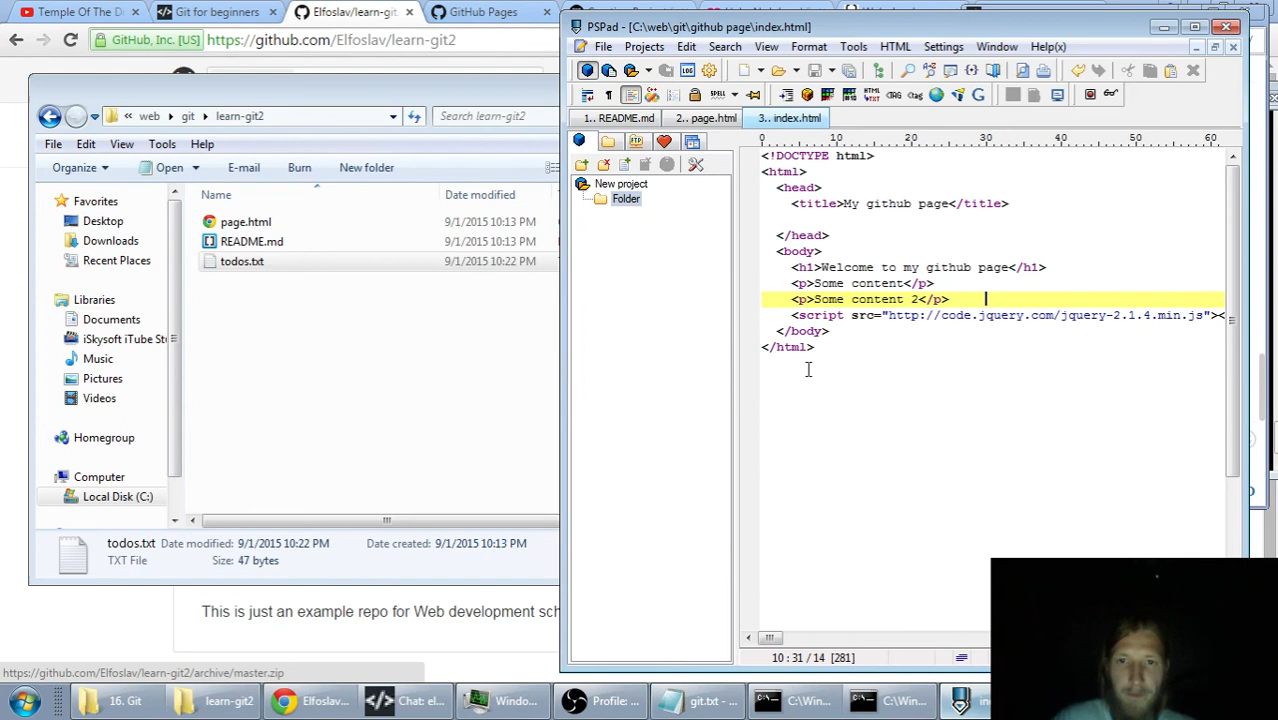 Temple Of The D
Git for beginners
Elfoslav/learn-git
GitHub Pages
GitHub, Inc. [US]
https://github.com/Elfoslav/learn-git2
« web git learn-git2
Search learn-git2
File Edit View Tools Help
Organize Open E-mail Burn New folder
Favorites
Desktop
Downloads
Recent Places
Libraries
Documents
iSkysoft iTube St
Music
Pictures
Videos
Homegroup
Computer
Local Disk (C:)
Name Date modified
page.html 9/1/2015 10:13 PM
README.md 9/1/2015 10:13 PM
todos.txt 9/1/2015 10:22 PM
todos.txt Date modified: 9/1/2015 10:22 PM Date created: 9/1/2015 10:13 PM
TXT File Size: 47 bytes
This is just an example repo for Web development sch
https://github.com/Elfoslav/learn-git2/archive/master.zip
PSPad - [C:\web\git\github page\index.html]
File Projects Edit Search View Format Tools HTML Settings Window Help(x)
1.. README.md 2.. page.html 3.. index.html
New project
Folder
0 10 20 30 40 50 60
<!DOCTYPE html>
<html>
<head>
<title>My github page</title>
</head>
<body>
<h1>Welcome to my github page</h1>
<p>Some content</p>
<p>Some content 2</p>
<script src="http://code.jquery.com/jquery-2.1.4.min.js"><
</body>
</html>
10 : 31 / 14 [281]
16. Git
learn-git2
Elfoslav...
Chat: el...
Windo...
Profile: ...
git.txt - ...
C:\Win...
C:\Win...